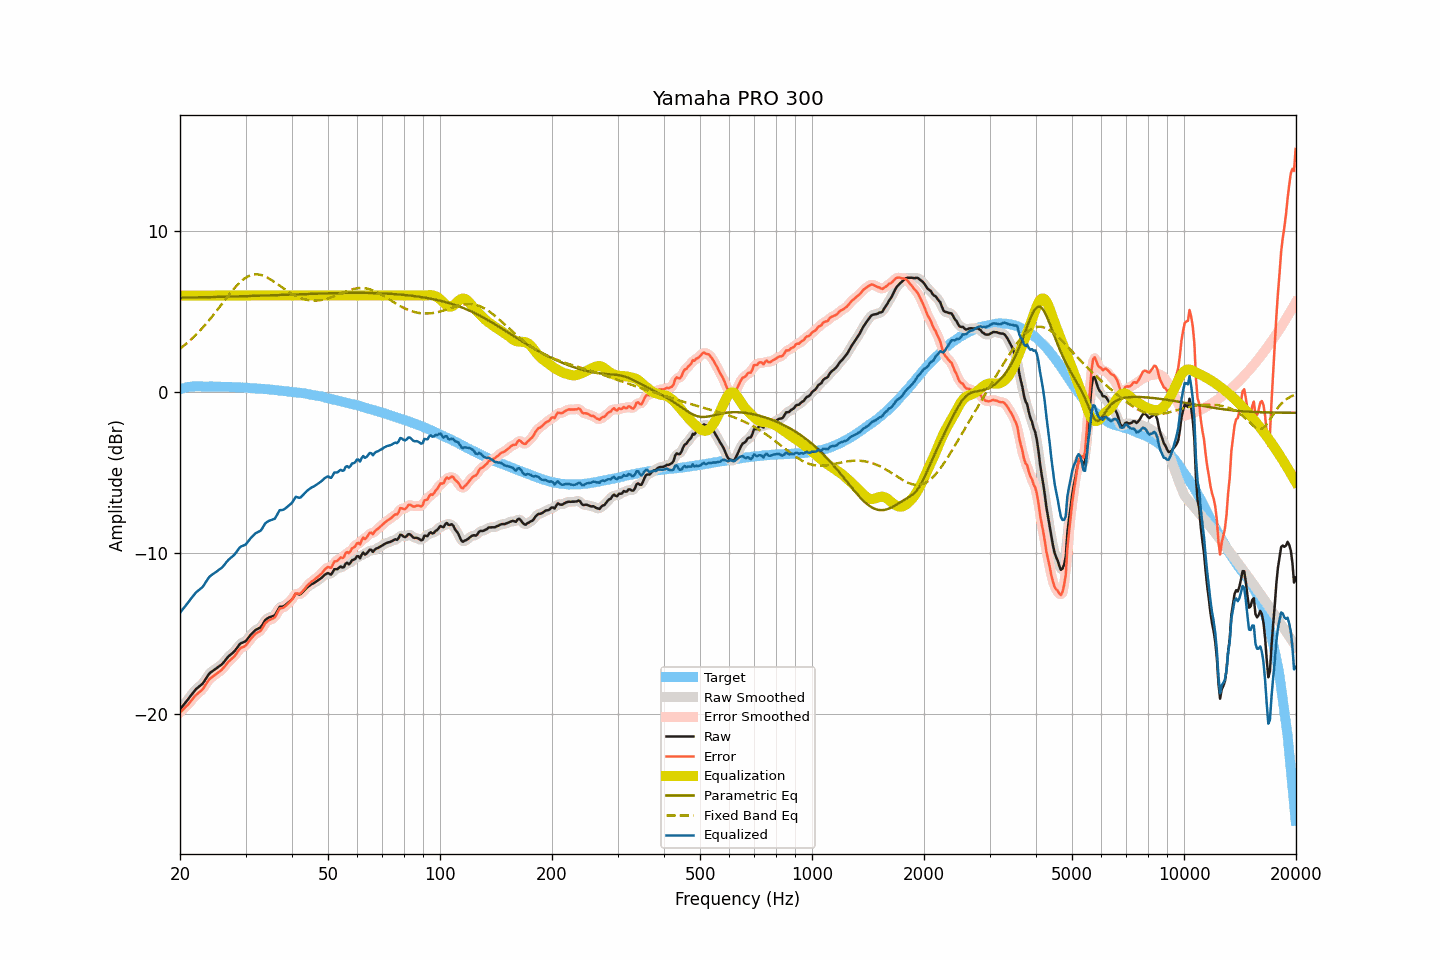 Yamaha PRO 300
Amplitude (dBr)
10
0
−10
−20
Target
Raw Smoothed
Error Smoothed
Raw
Error
Equalization
Parametric Eq
Fixed Band Eq
Equalized
20 50 100 200 500 1000 2000 5000 10000 20000
Frequency (Hz)